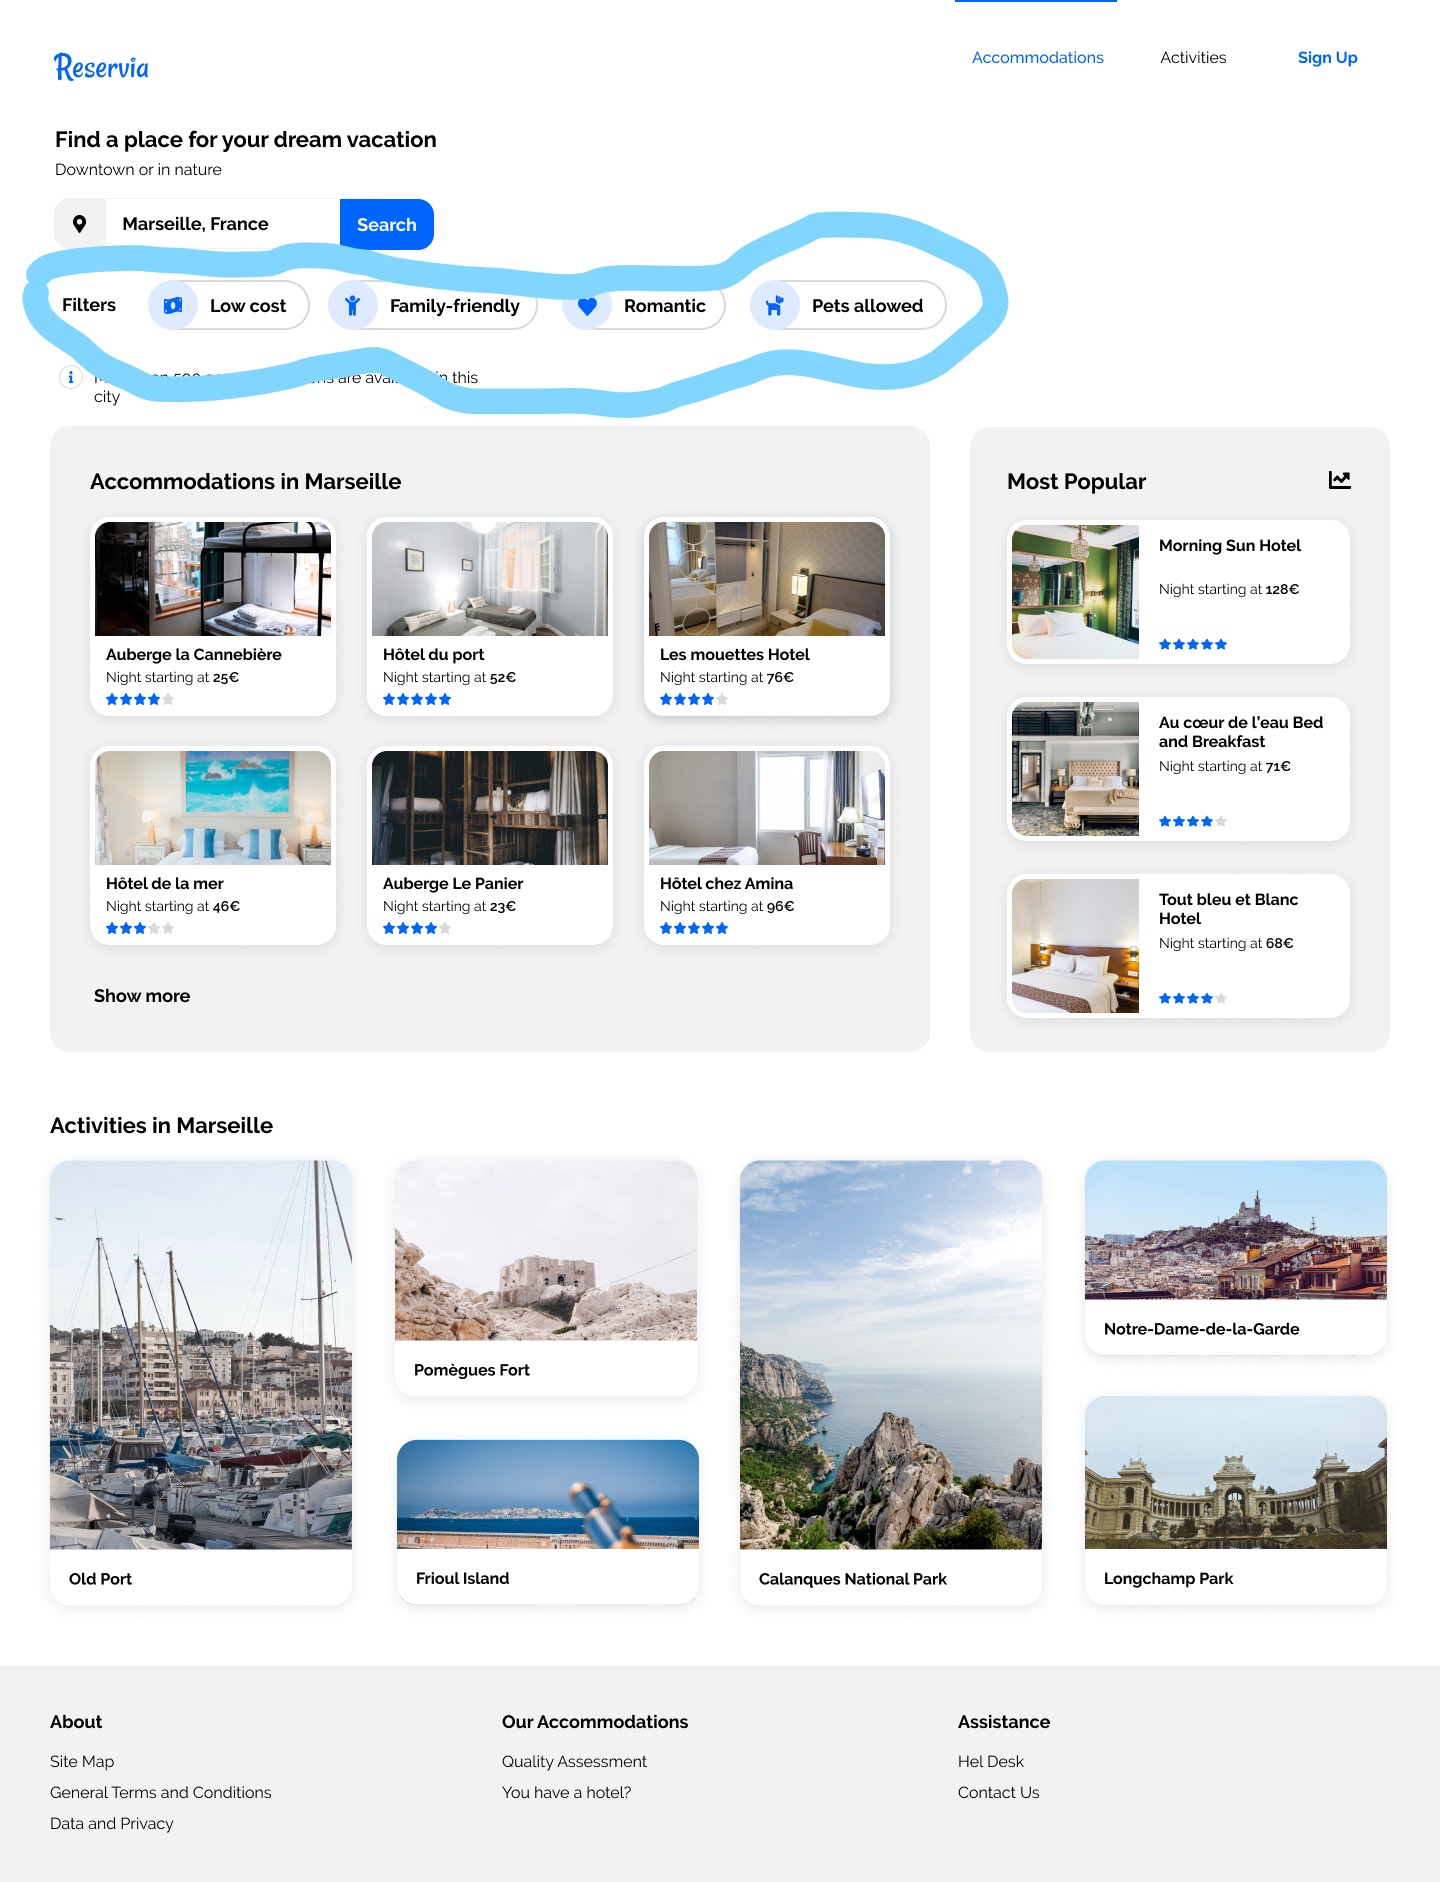 Reservia
Accommodations
Activities
Sign Up
Find a place for your dream vacation
Downtown or in nature
Marseille, France
Search
Filters
Low cost
Family-friendly
Romantic
Pets allowed
are in this
city
Accommodations in Marseille
Auberge la Cannebière
Night starting at 25€
Hôtel du port
Night starting at 52€
Les mouettes Hotel
Night starting at 76€
Hôtel de la mer
Night starting at 46€
Auberge Le Panier
Night starting at 23€
Hôtel chez Amina
Night starting at 96€
Show more
Most Popular
Morning Sun Hotel
Night starting at 128€
Au cœur de l'eau Bed
and Breakfast
Night starting at 71€
Tout bleu et Blanc
Hotel
Night starting at 68€
Activities in Marseille
Old Port
Pomègues Fort
Frioul Island
Calanques National Park
Notre-Dame-de-la-Garde
Longchamp Park
About
Site Map
General Terms and Conditions
Data and Privacy
Our Accommodations
Quality Assessment
You have a hotel?
Assistance
Hel Desk
Contact Us